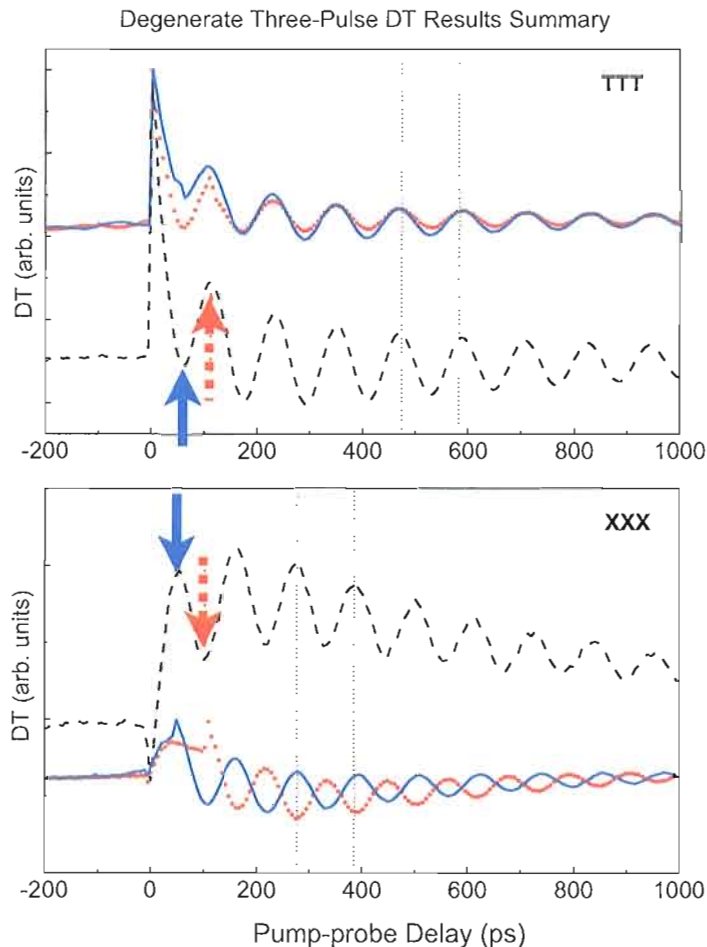 Degenerate Three-Pulse DT Results Summary
TTT
DT (arb. units)
-200 0 200 400 600 800 1000
XXX
DT (arb. units)
-200 0 200 400 600 800 1000
Pump-probe Delay (ps)